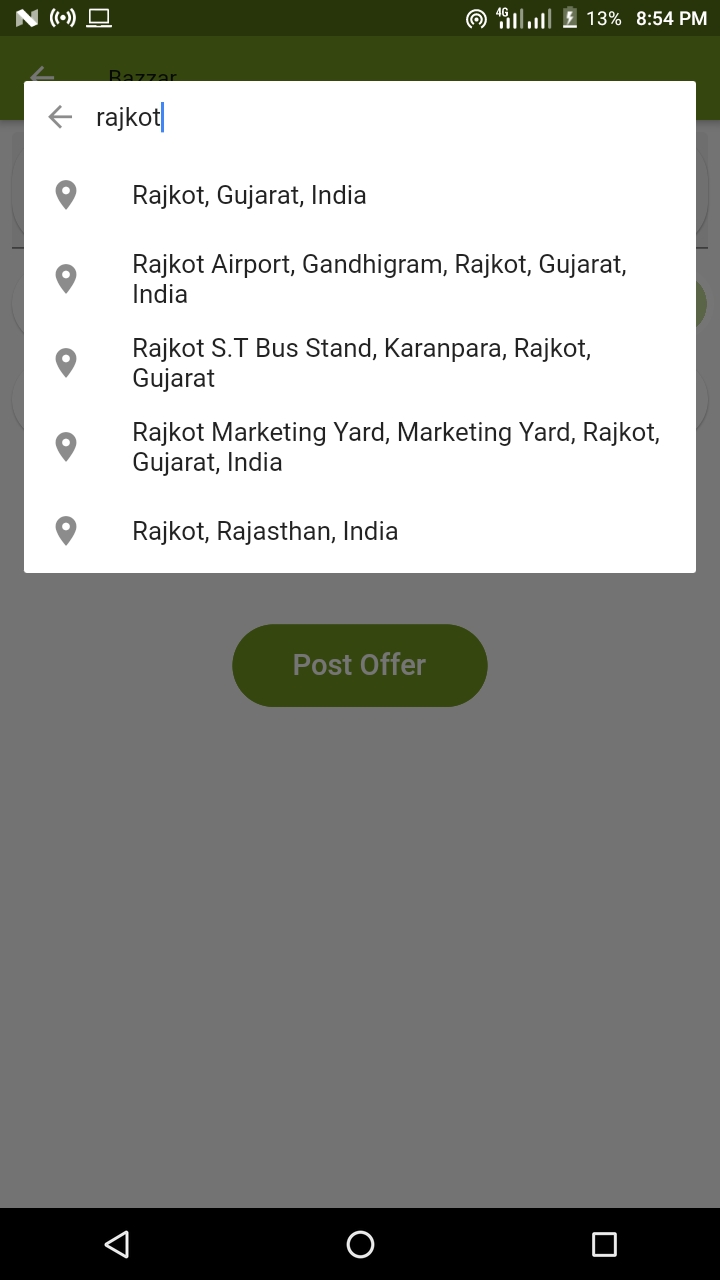 4G 13% 8:54 PM
Bazzar
rajkot
Rajkot, Gujarat, India
Rajkot Airport, Gandhigram, Rajkot, Gujarat,
India
Rajkot S.T Bus Stand, Karanpara, Rajkot,
Gujarat
Rajkot Marketing Yard, Marketing Yard, Rajkot,
Gujarat, India
Rajkot, Rajasthan, India
Post Offer